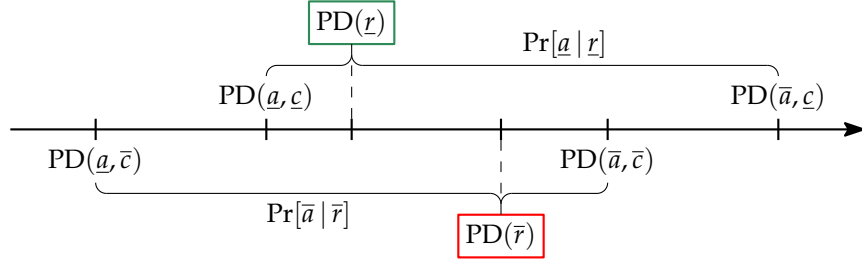 PD(r̲)
Pr[a̲ | r̲]
PD(a̲, c̲)
PD(a̅, c̲)
PD(a̲, c̅)
PD(a̅, c̅)
Pr[a̅ | r̅]
PD(r̅)